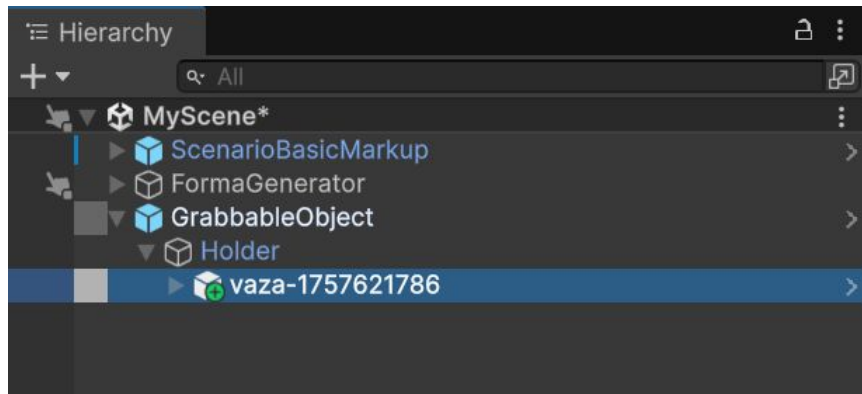 Hierarchy
All
MyScene*
ScenarioBasicMarkup
FormaGenerator
GrabbableObject
Holder
vaza-1757621786